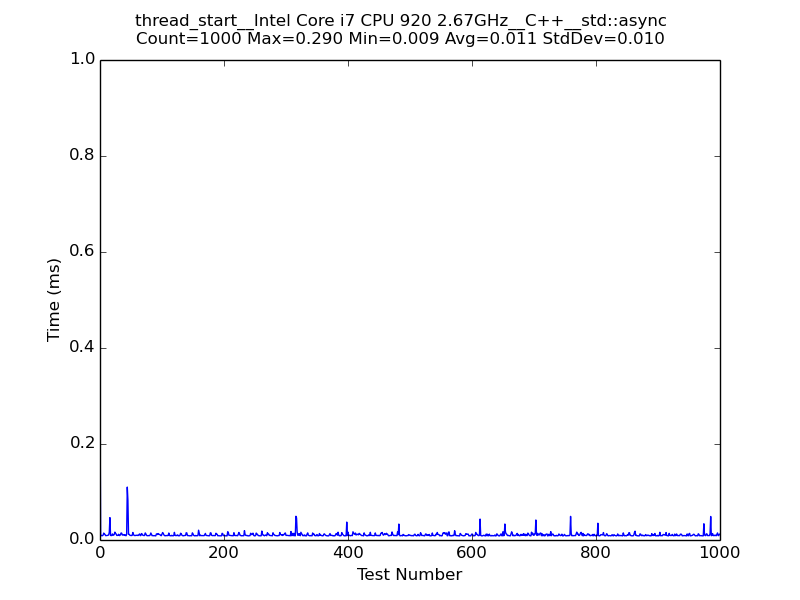 thread_start__Intel Core i7 CPU 920 2.67GHz__C++__std::async
Count=1000 Max=0.290 Min=0.009 Avg=0.011 StdDev=0.010
1.0
0.8
0.6
0.4
0.2
0.0
Time (ms)
0 200 400 600 800 1000
Test Number